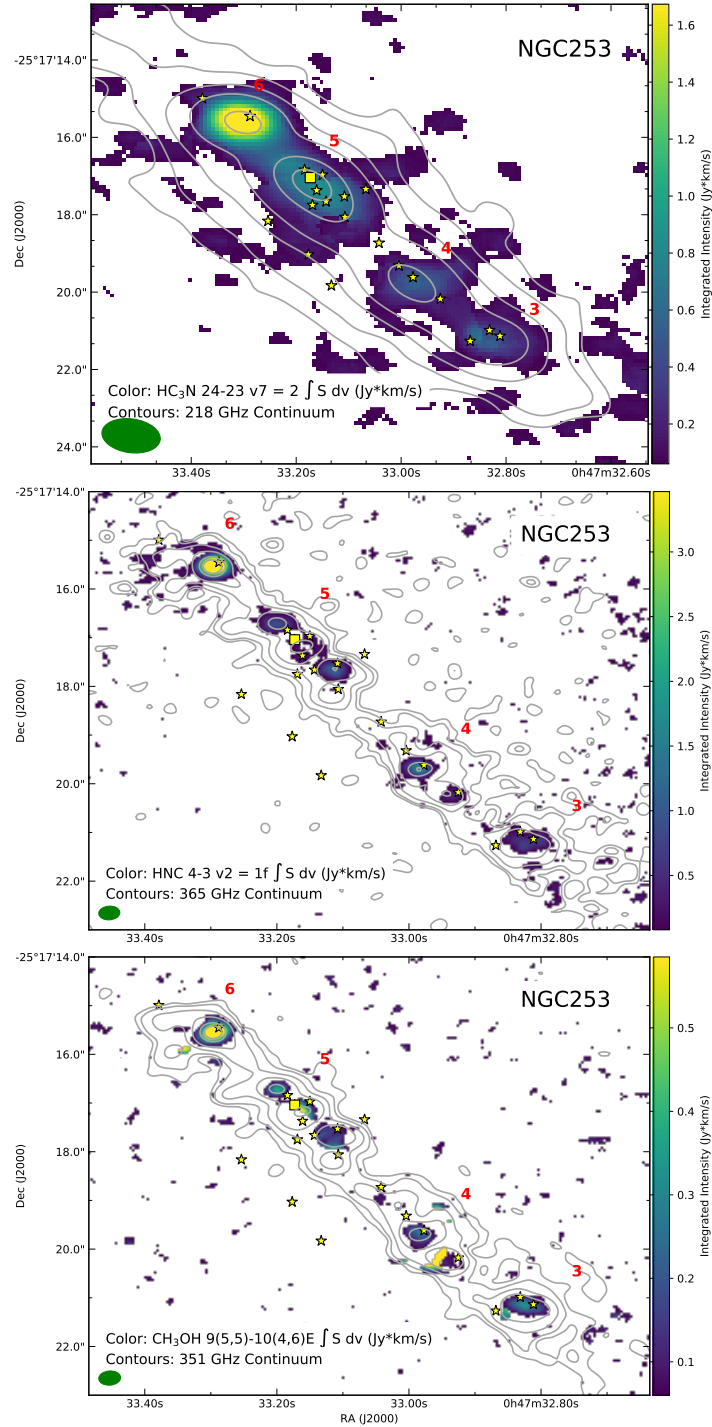 NGC253
6
5
4
3
-25°17'14.0"
16.0"
18.0"
20.0"
22.0"
24.0"
Dec (J2000)
Color: HC₃N 24-23 v7 = 2 ∫ S dv (Jy*km/s)
Contours: 218 GHz Continuum
33.40s 33.20s 33.00s 32.80s 0h47m32.60s
1.6
1.4
1.2
1.0
0.8
0.6
0.4
0.2
Integrated Intensity (Jy*km/s)
NGC253
6
5
4
3
-25°17'14.0"
16.0"
18.0"
20.0"
22.0"
Dec (J2000)
Color: HNC 4-3 v2 = 1f ∫ S dv (Jy*km/s)
Contours: 365 GHz Continuum
33.40s 33.20s 33.00s 0h47m32.80s
3.0
2.5
2.0
1.5
1.0
0.5
Integrated Intensity (Jy*km/s)
NGC253
6
5
4
3
-25°17'14.0"
16.0"
18.0"
20.0"
22.0"
Dec (J2000)
Color: CH₃OH 9(5,5)-10(4,6)E ∫ S dv (Jy*km/s)
Contours: 351 GHz Continuum
33.40s 33.20s 33.00s 0h47m32.80s
RA (J2000)
0.5
0.4
0.3
0.2
0.1
Integrated Intensity (Jy*km/s)